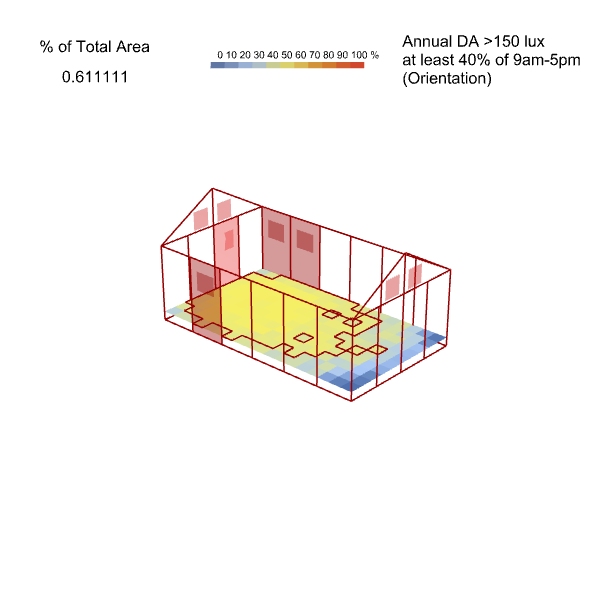 % of Total Area
0.611111
0 10 20 30 40 50 60 70 80 90 100 %
Annual DA >150 lux
at least 40% of 9am-5pm
(Orientation)